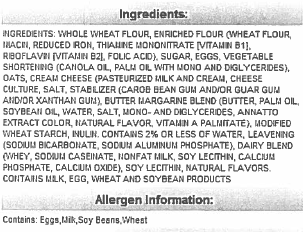 Ingredients:
INGREDIENTS: WHOLE WHEAT FLOUR, ENRICHED FLOUR (WHEAT FLOUR,
NIACIN, REDUCED IRON, THIAMINE MONONITRATE [VITAMIN B1],
RIBOFLAVIN [VITAMIN B2], FOLIC ACID), SUGAR, EGGS, VEGETABLE
SHORTENING (CANOLA OIL, PALM OIL WITH MONO AND DIGLYCERIDES),
OATS, CREAM CHEESE (PASTEURIZED MILK AND CREAM, CHEESE
CULTURE, SALT, STABILIZER (CAROB BEAN GUM AND/OR GUAR GUM
AND/OR XANTHAN GUM), BUTTER MARGARINE BLEND (BUTTER, PALM OIL,
SOYBEAN OIL, WATER, SALT, MONO- AND DIGLYCERIDES, ANNATTO
EXTRACT COLOR, NATURAL FLAVOR, VITAMIN A PALMITATE), MODIFIED
WHEAT STARCH, INULIN. CONTAINS 2% OR LESS OF WATER, LEAVENING
(SODIUM BICARBONATE, SODIUM ALUMINUM PHOSPHATE), DAIRY BLEND
(WHEY, SODIUM CASEINATE, NONFAT MILK, SOY LECITHIN, CALCIUM
PHOSPHATE, CALCIUM OXIDE), SOY LECITHIN, NATURAL FLAVORS.
CONTAINS MILK, EGG, WHEAT AND SOYBEAN PRODUCTS
Allergen Information:
Contains: Eggs,Milk,Soy Beans,Wheat